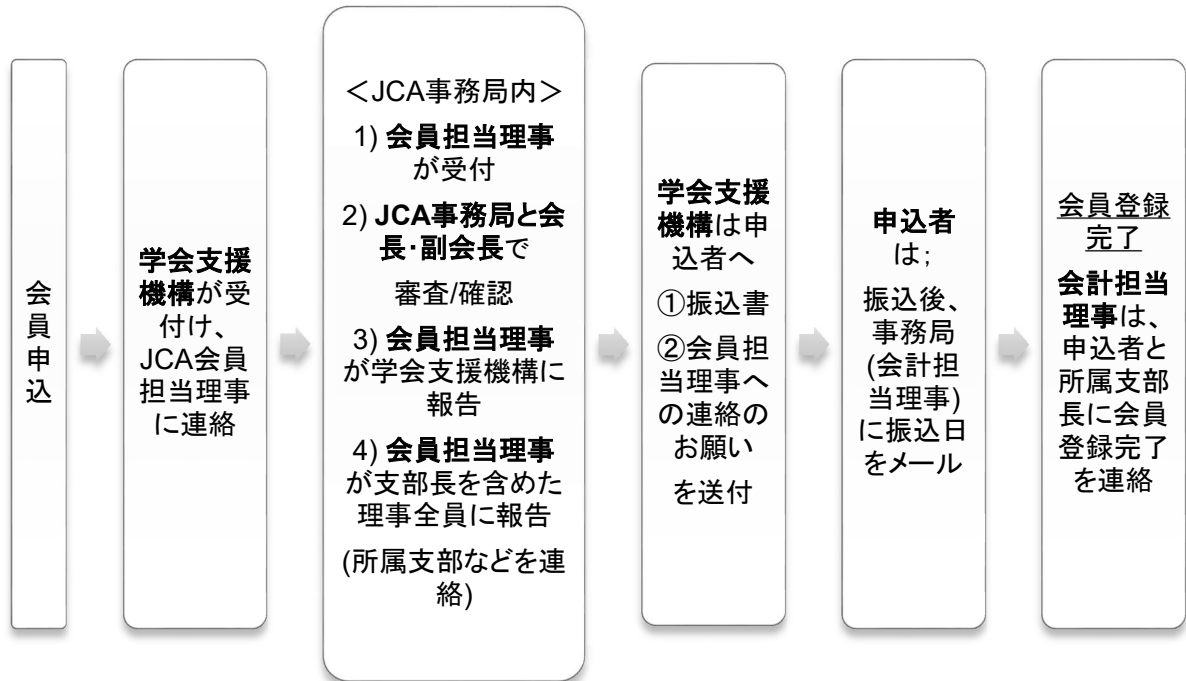 会
員
申
込
学会支援
機構が受
付け、
JCA会員
担当理事
に連絡
＜JCA事務局内＞
1) 会員担当理事
が受付
2) JCA事務局と会
長・副会長で
審査/確認
3) 会員担当理事
が学会支援機構に
報告
4) 会員担当理事
が支部長を含めた
理事全員に報告
(所属支部などを連
絡)
学会支援
機構は申
込者へ
①振込書
②会員担
当理事へ
の連絡の
お願い
を送付
申込者
は;
振込後、
事務局
(会計担
当理事)
に振込日
をメール
会員登録
完了
会計担当
理事は、
申込者と
所属支部
長に会員
登録完了
を連絡